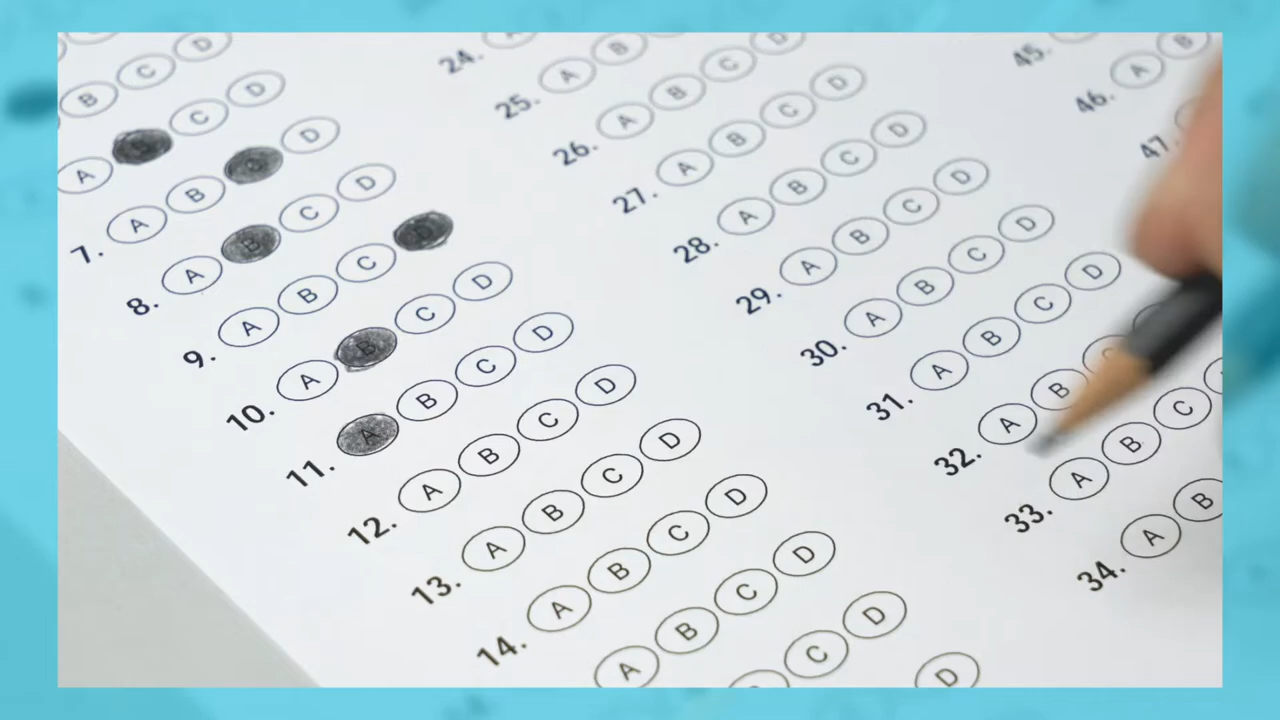 B C D
A C D
7. A B D
8. A B C D
9. A B C D
10. A B C D
11. A B C D
12. A B C D
13. A B C D
14. A B C D
A B C D
C D
D
24.
25. A B
26. A B C D
27. A B C D
28. A B C D
29. A B C D
30. A B C D
31. A B C D
32. A B
33. A B C
34. A B
45.
46. A B
47.